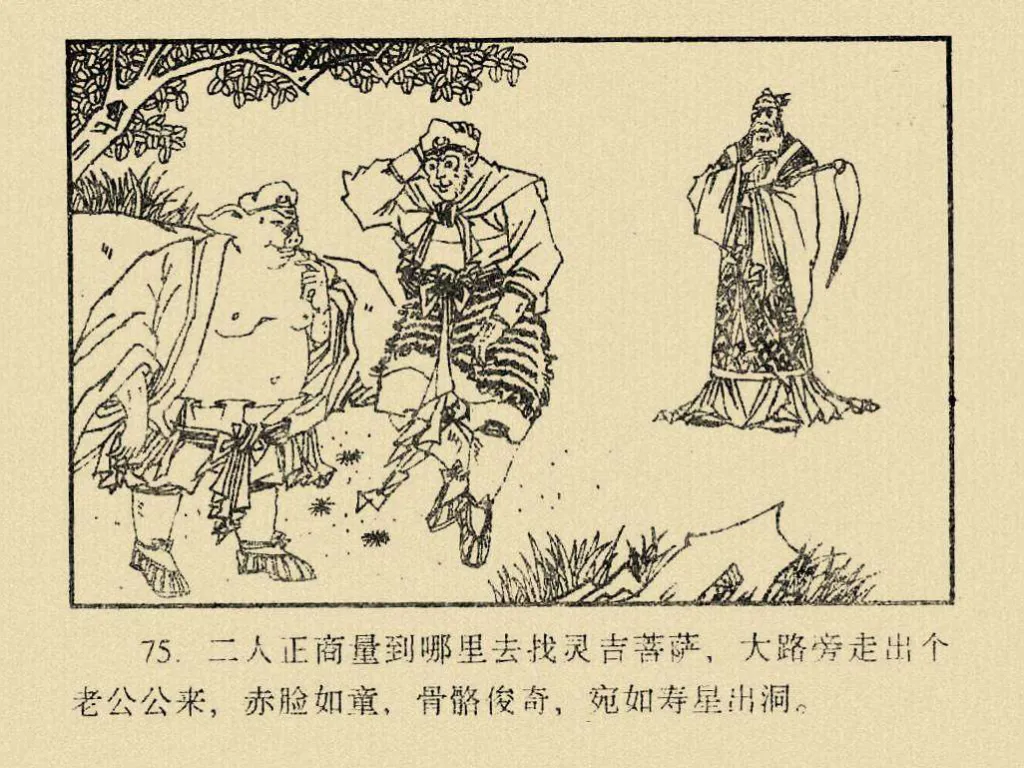 75. 二人正商量到哪里去找灵吉菩萨，大路旁走出个
老公公来，赤脸如童，骨骼俊奇，宛如寿星出洞。